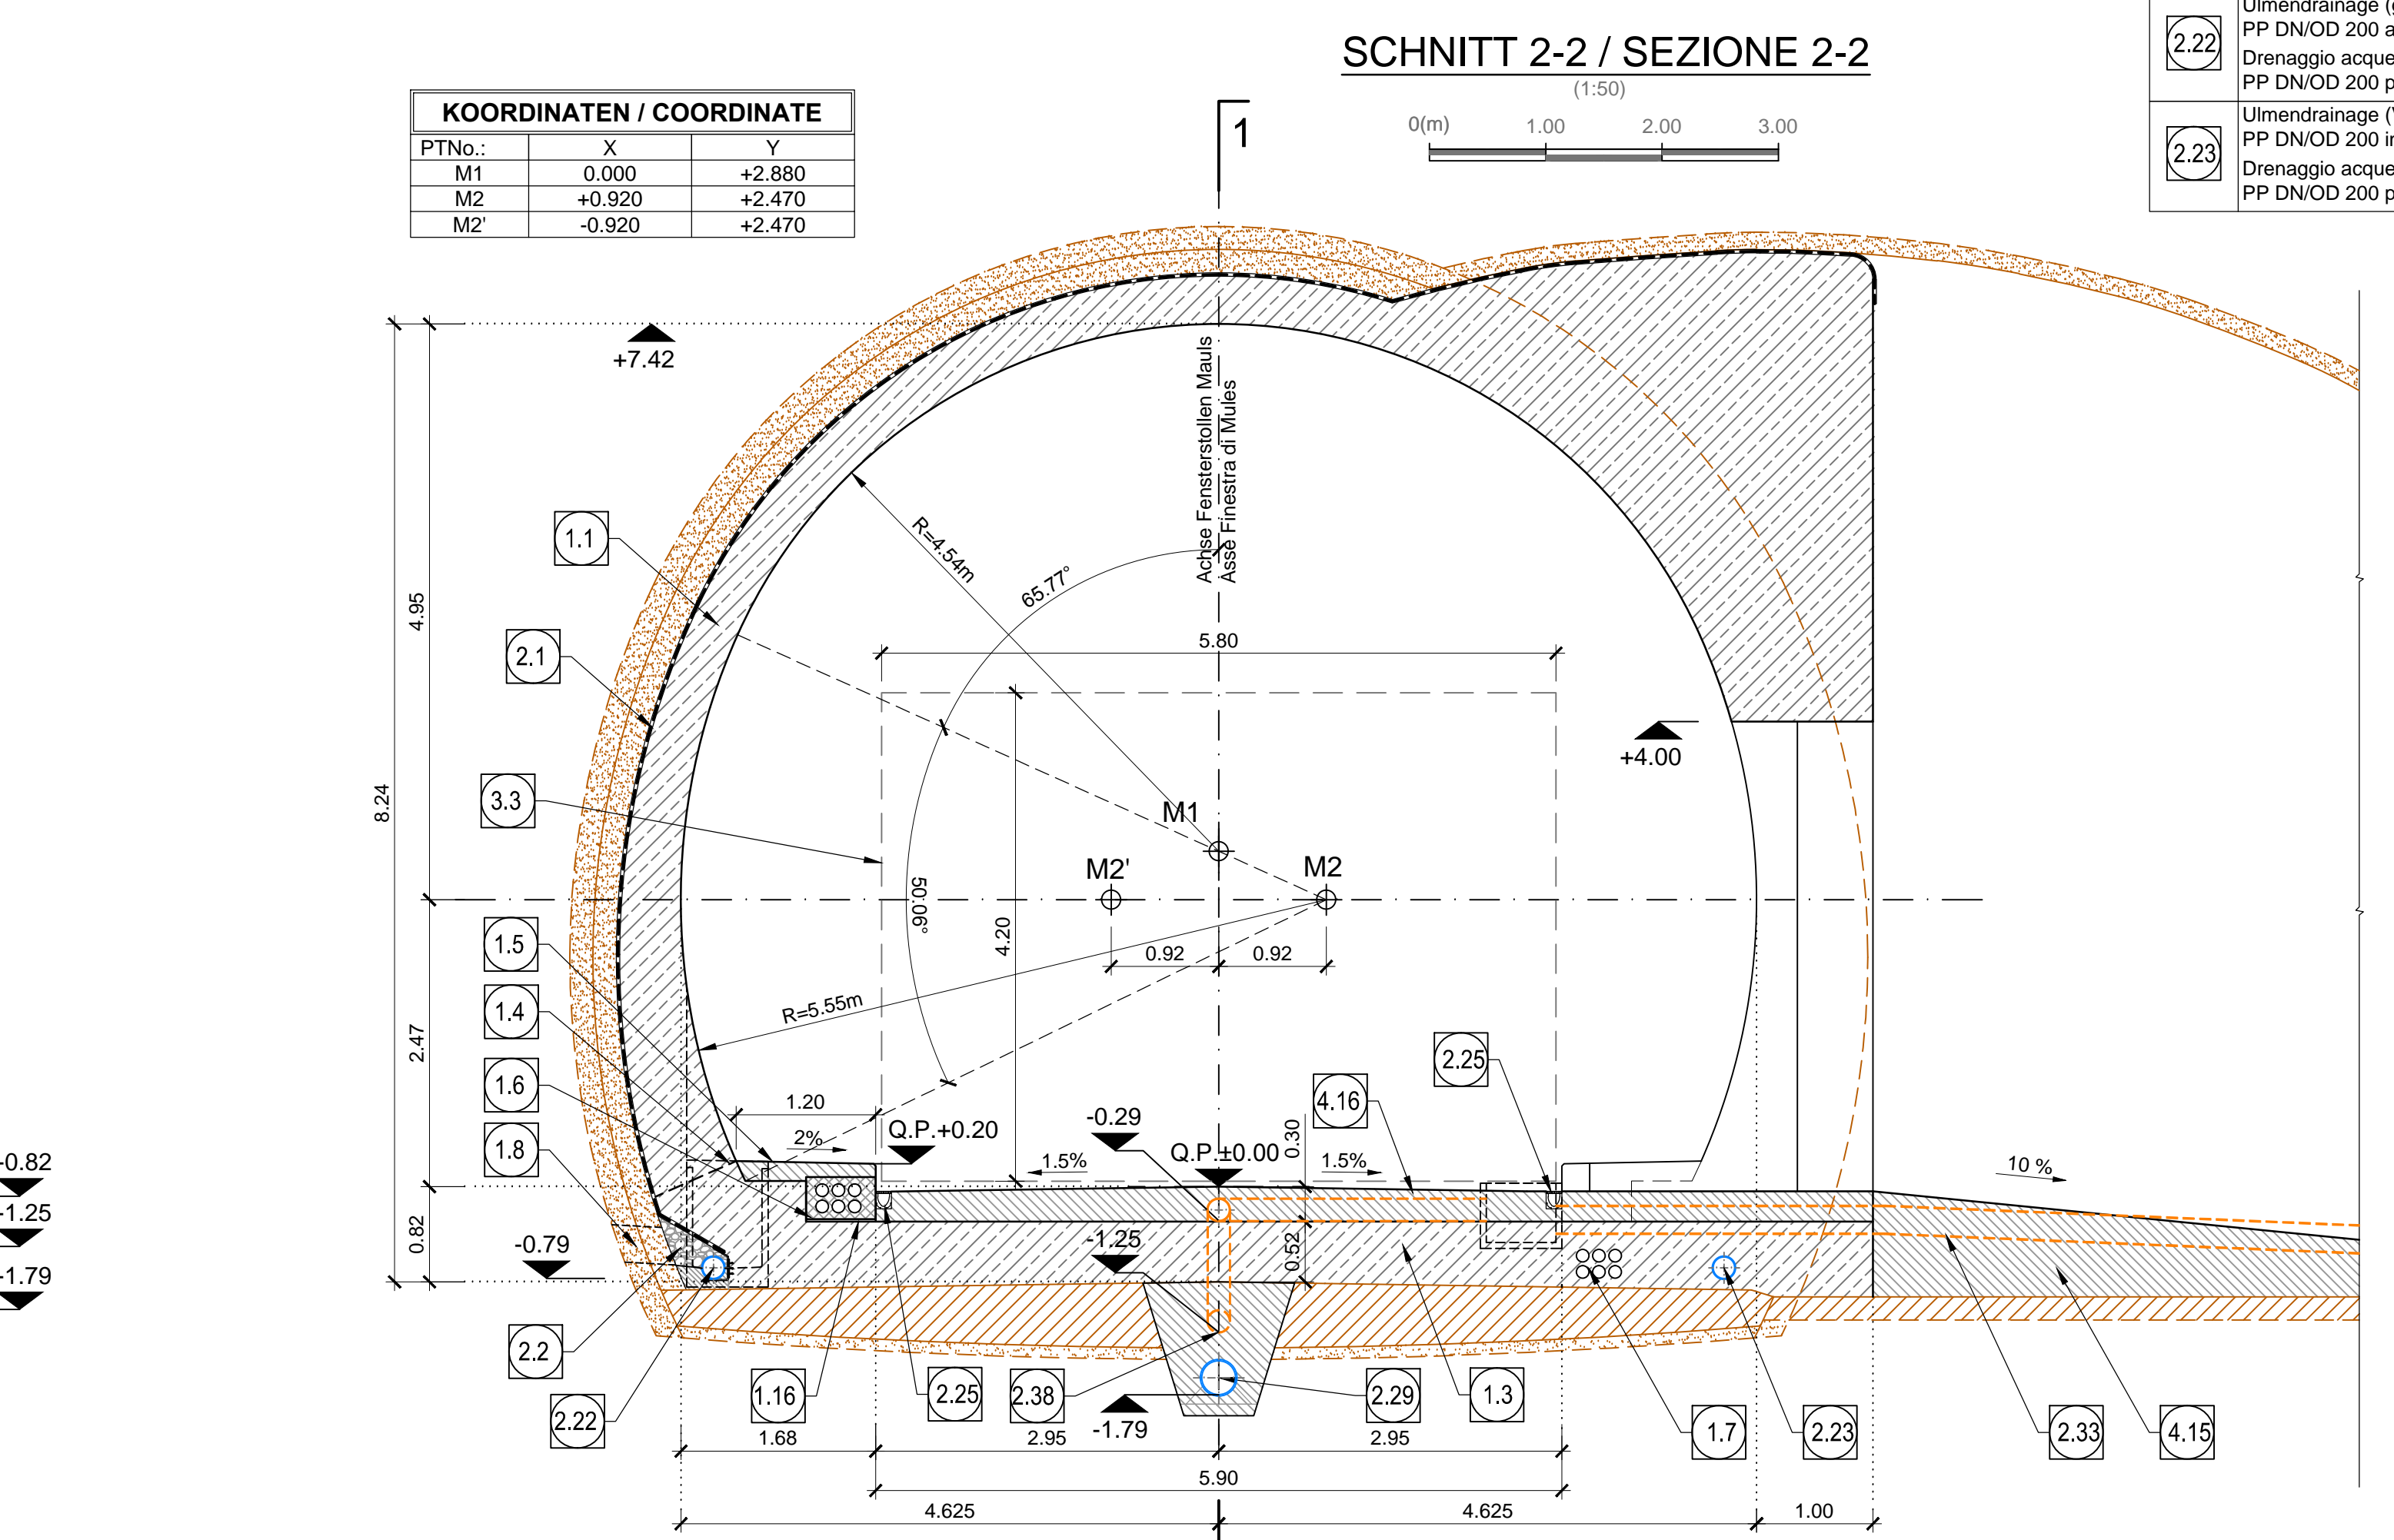 SCHNITT 2-2 / SEZIONE 2-2
(1:50)
0(m) 1.00 2.00 3.00
KOORDINATEN / COORDINATE
PTNo.: X Y
M1 0.000 +2.880
M2 +0.920 +2.470
M2' -0.920 +2.470
1
2.22
Ulmendrainage (
PP DN/OD 200 a
Drenaggio acque
PP DN/OD 200 p
2.23
Ulmendrainage (
PP DN/OD 200 in
Drenaggio acque
PP DN/OD 200 p
+7.42
Achse Fensterstollen Mauls
Asse Finestra di Mules
1.1
R=4.54m
65.77°
4.95
2.1
5.80
+4.00
3.3
8.24
M1
M2'
M2
50.06°
4.20
0.92 0.92
1.5
1.4
R=5.55m
2.47
1.6
2.25
4.16
1.20
1.8
2%
Q.P.+0.20
-0.29
0.30
Q.P.±0.00
1.5%
1.5%
10 %
-0.82
-1.25
-1.79
0.82
-0.79
-1.25
0.52
2.2
2.22
1.16
2.25
2.38
-1.79
2.29
1.3
1.7
2.23
2.33
4.15
1.68 2.95 2.95
5.90
4.625 4.625 1.00